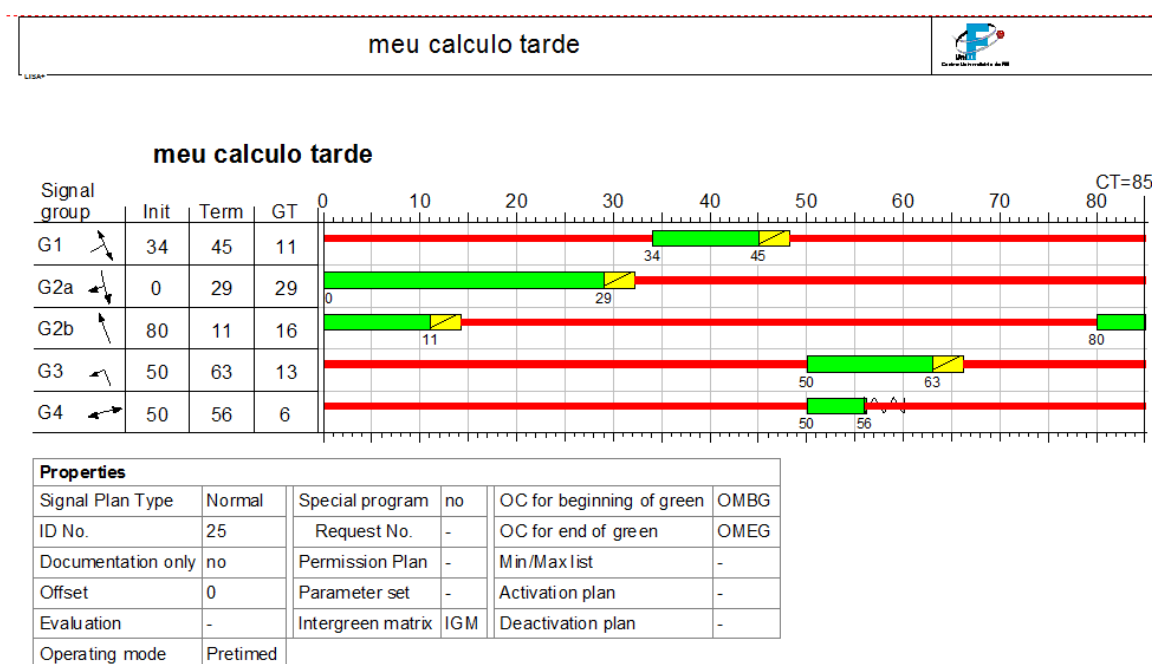 meu calculo tarde
LISA+
Centro Universitário da FEI
meu calculo tarde
Signal group Init Term GT 0 10 20 30 40 50 60 70 80 CT=85
G1 34 45 11 34 45
G2a 0 29 29 0 29
G2b 80 11 16 11 80
G3 50 63 13 50 63
G4 50 56 6 50 56
Properties
Signal Plan Type Normal Special program no OC for beginning of green OMBG
ID No. 25 Request No. - OC for end of green OMEG
Documentation only no Permission Plan - Min/Max list -
Offset 0 Parameter set - Activation plan -
Evaluation - Intergreen matrix IGM Deactivation plan -
Operating mode Pretimed